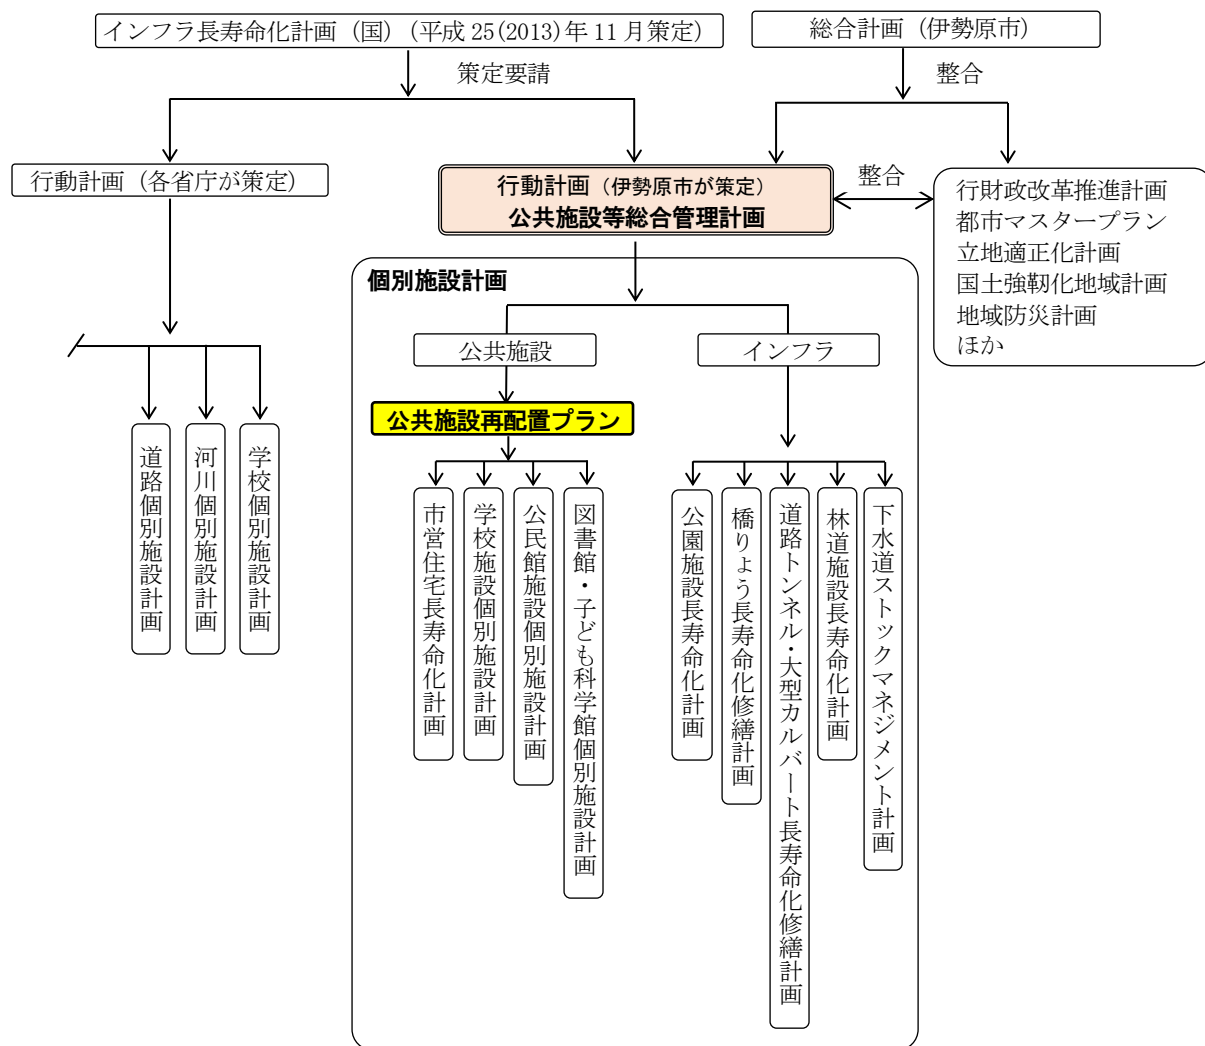 インフラ長寿命化計画（国）（平成 25(2013)年 11 月策定）
総合計画（伊勢原市）
策定要請
整合
行動計画（各省庁が策定）
行動計画（伊勢原市が策定）
公共施設等総合管理計画
整合
行財政改革推進計画
都市マスタープラン
立地適正化計画
国土強靭化地域計画
地域防災計画
ほか
個別施設計画
公共施設
インフラ
公共施設再配置プラン
道路個別施設計画
河川個別施設計画
学校個別施設計画
市営住宅長寿命化計画
学校施設個別施設計画
公民館施設個別施設計画
図書館・子ども科学館個別施設計画
公園施設長寿命化計画
橋りょう長寿命化修繕計画
道路トンネル・大型カルバート長寿命化修繕計画
林道施設長寿命化計画
下水道ストックマネジメント計画